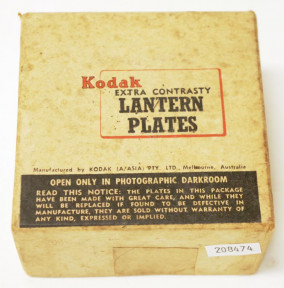 Kodak
EXTRA CONTRASTY
LANTERN
PLATES
Manufactured by KODAK (A/ASIA) PTY. LTD., Melbourne, Australia
OPEN ONLY IN PHOTOGRAPHIC DARKROOM
READ THIS NOTICE: THE PLATES IN THIS PACKAGE
HAVE BEEN MADE WITH GREAT CARE, AND WHILE THEY
WILL BE REPLACED IF FOUND TO BE DEFECTIVE IN
MANUFACTURE, THEY ARE SOLD WITHOUT WARRANTY OF
ANY KIND, EXPRESSED OR IMPLIED.
208474